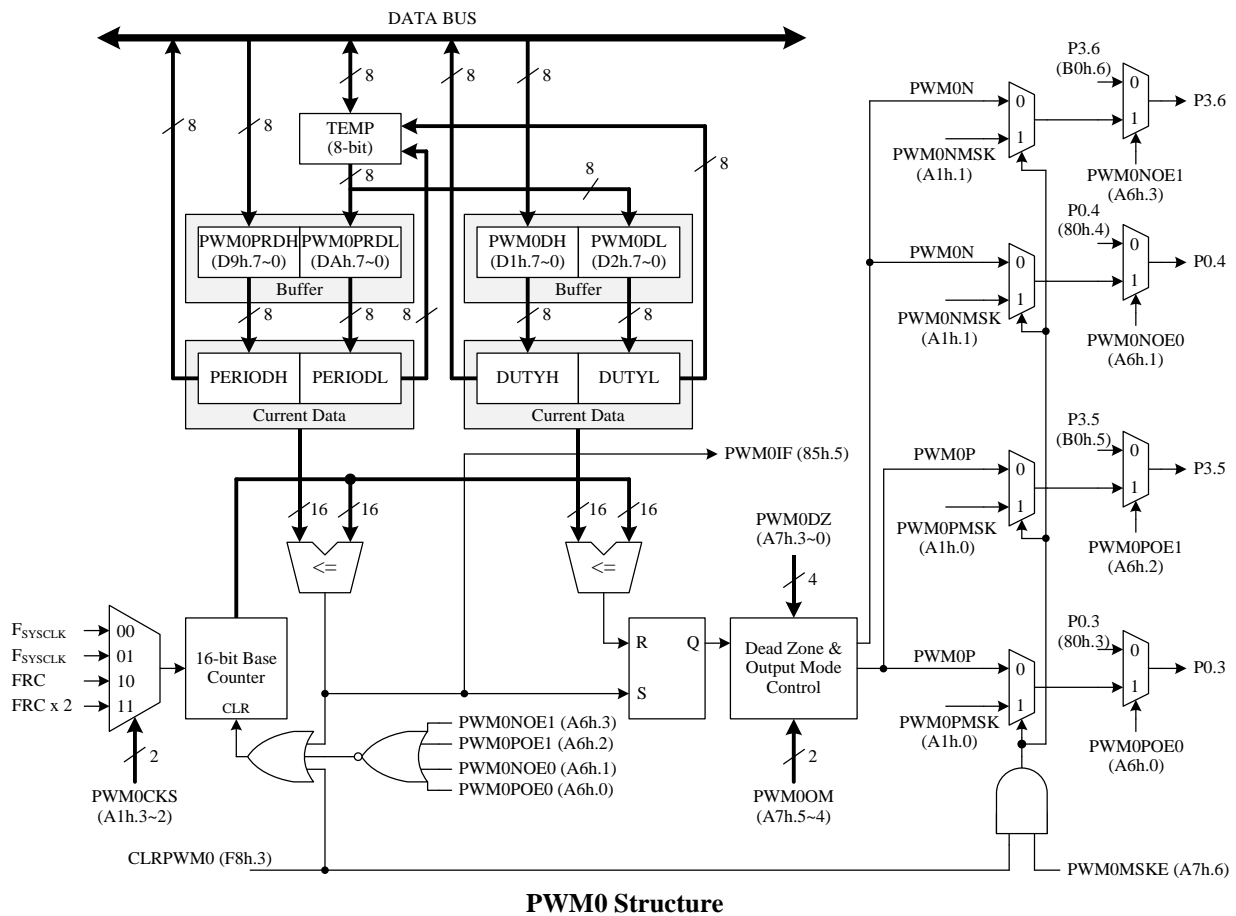 DATA BUS
8
8
8
8
8
TEMP
(8-bit)
8
8
8
PWM0PRDH
(D9h.7~0)
PWM0PRDL
(DAh.7~0)
Buffer
PWM0DH
(D1h.7~0)
PWM0DL
(D2h.7~0)
Buffer
8
8
8
8
8
PERIODH
PERIODL
Current Data
DUTYH
DUTYL
Current Data
PWM0IF (85h.5)
16
16
16
16
<=
<=
PWM0DZ
(A7h.3~0)
4
FSYSCLK
FSYSCLK
FRC
FRC x 2
00
01
10
11
2
PWM0CKS
(A1h.3~2)
16-bit Base
Counter
CLR
R
S
Q
Dead Zone &
Output Mode
Control
2
PWM0OM
(A7h.5~4)
PWM0NOE1 (A6h.3)
PWM0POE1 (A6h.2)
PWM0NOE0 (A6h.1)
PWM0POE0 (A6h.0)
CLRPWM0 (F8h.3)
PWM0MSKE (A7h.6)
PWM0N
0
1
PWM0NMSK
(A1h.1)
P3.6
(B0h.6)
0
1
P3.6
PWM0NOE1
(A6h.3)
PWM0N
0
1
PWM0NMSK
(A1h.1)
P0.4
(80h.4)
0
1
P0.4
PWM0NOE0
(A6h.1)
PWM0P
0
1
PWM0PMSK
(A1h.0)
P3.5
(B0h.5)
0
1
P3.5
PWM0POE1
(A6h.2)
PWM0P
0
1
PWM0PMSK
(A1h.0)
P0.3
(80h.3)
0
1
P0.3
PWM0POE0
(A6h.0)
PWM0 Structure